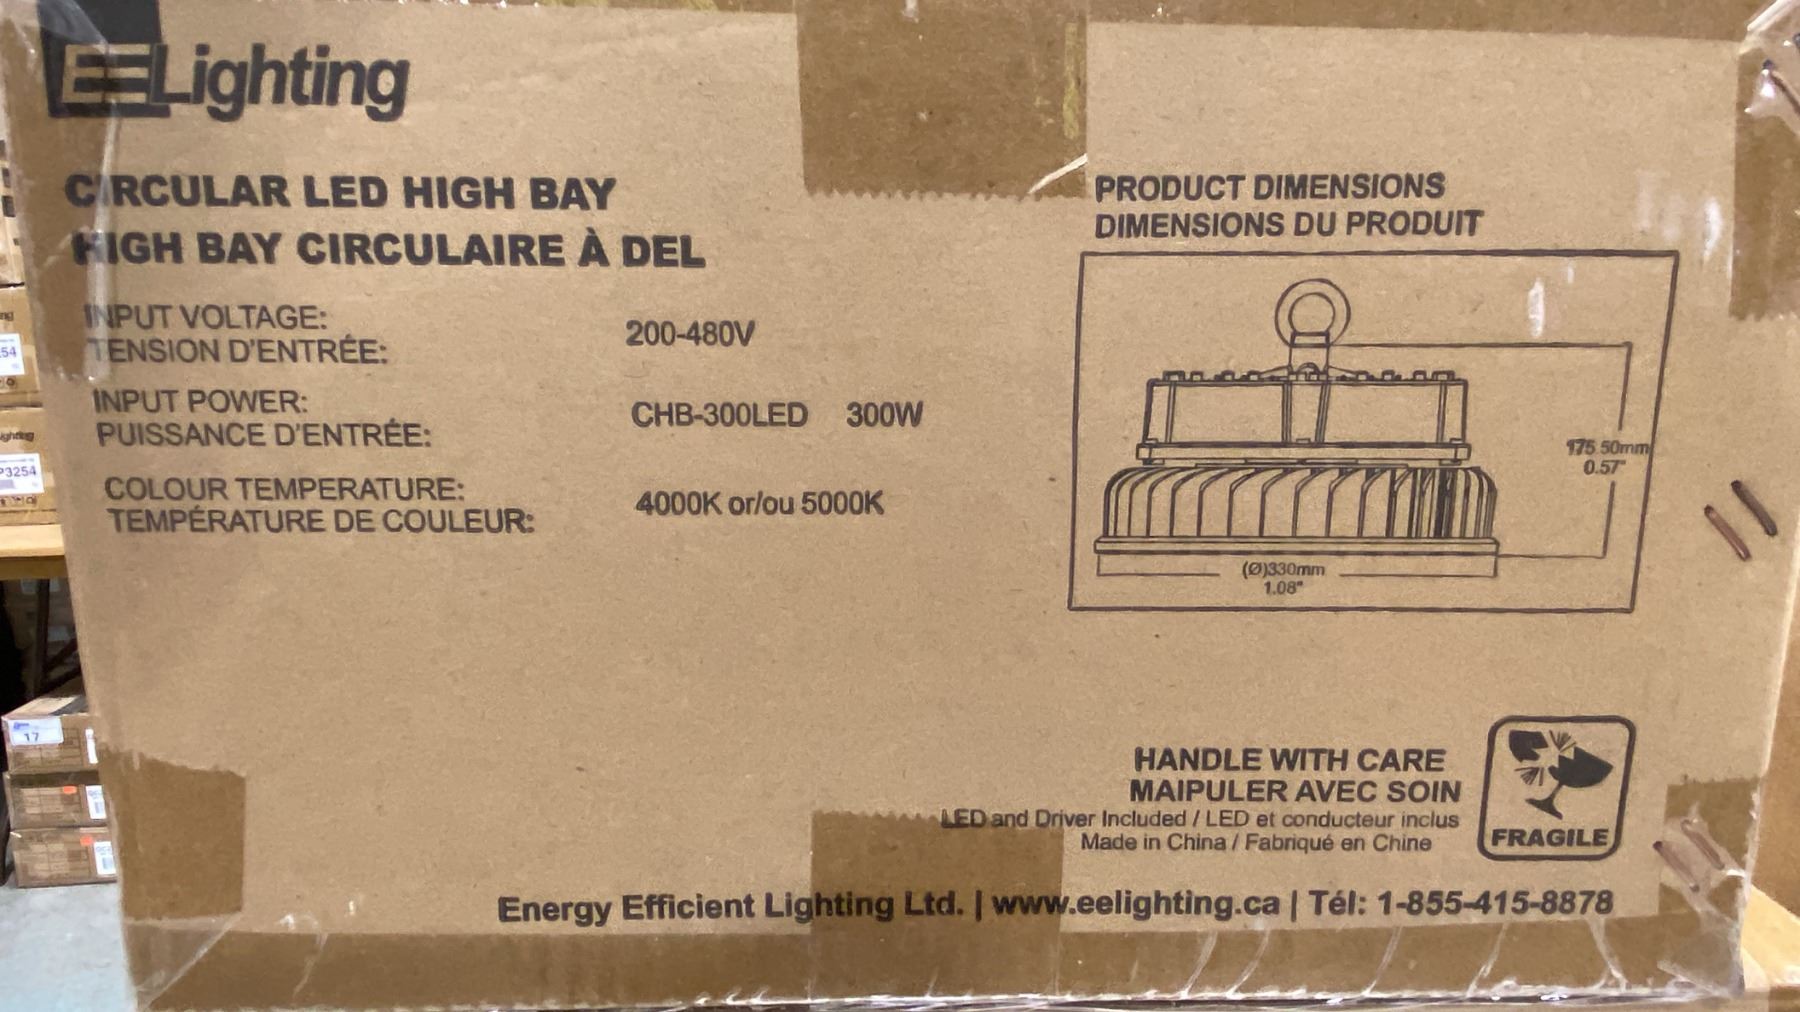 EELighting
CIRCULAR LED HIGH BAY
HIGH BAY CIRCULAIRE À DEL
INPUT VOLTAGE:
TENSION D'ENTRÉE:
200-480V
INPUT POWER:
PUISSANCE D'ENTRÉE:
CHB-300LED 300W
COLOUR TEMPERATURE:
TEMPÉRATURE DE COULEUR:
4000K or/ou 5000K
PRODUCT DIMENSIONS
DIMENSIONS DU PRODUIT
175.50mm
0.57"
(Ø)330mm
1.08"
HANDLE WITH CARE
MAIPULER AVEC SOIN
LED and Driver Included / LED et conducteur inclus
Made in China / Fabriqué en Chine
FRAGILE
Energy Efficient Lighting Ltd. | www.eelighting.ca | Tél: 1-855-415-8878
54
P3254
17